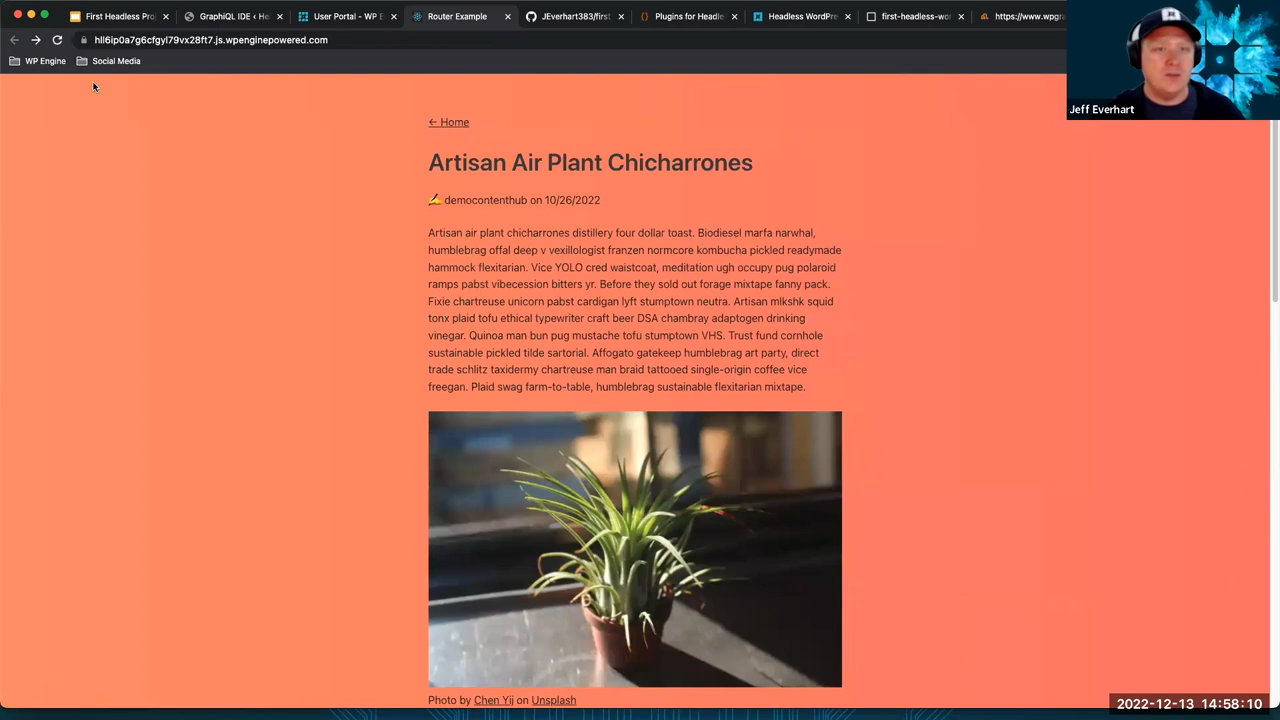 First Headless Proj
GraphiQL IDE ‹ He
User Portal - WP E
Router Example
JEverhart383/first
Plugins for Headle
Headless WordPre
first-headless-wor
https://www.wpgra
hll6ip0a7g6cfgyl79vx28ft7.js.wpenginepowered.com
WP Engine
Social Media
Jeff Everhart
← Home
Artisan Air Plant Chicharrones
✍️ democontenthub on 10/26/2022
Artisan air plant chicharrones distillery four dollar toast. Biodiesel marfa narwhal,
humblebrag offal deep v vexillologist franzen normcore kombucha pickled readymade
hammock flexitarian. Vice YOLO cred waistcoat, meditation ugh occupy pug polaroid
ramps pabst vibecession bitters yr. Before they sold out forage mixtape fanny pack.
Fixie chartreuse unicorn pabst cardigan lyft stumptown neutra. Artisan mlkshk squid
tonx plaid tofu ethical typewriter craft beer DSA chambray adaptogen drinking
vinegar. Quinoa man bun pug mustache tofu stumptown VHS. Trust fund cornhole
sustainable pickled tilde sartorial. Affogato gatekeep humblebrag art party, direct
trade schlitz taxidermy chartreuse man braid tattooed single-origin coffee vice
freegan. Plaid swag farm-to-table, humblebrag sustainable flexitarian mixtape.
Photo by Chen Yij on Unsplash
2022-12-13 14:58:10